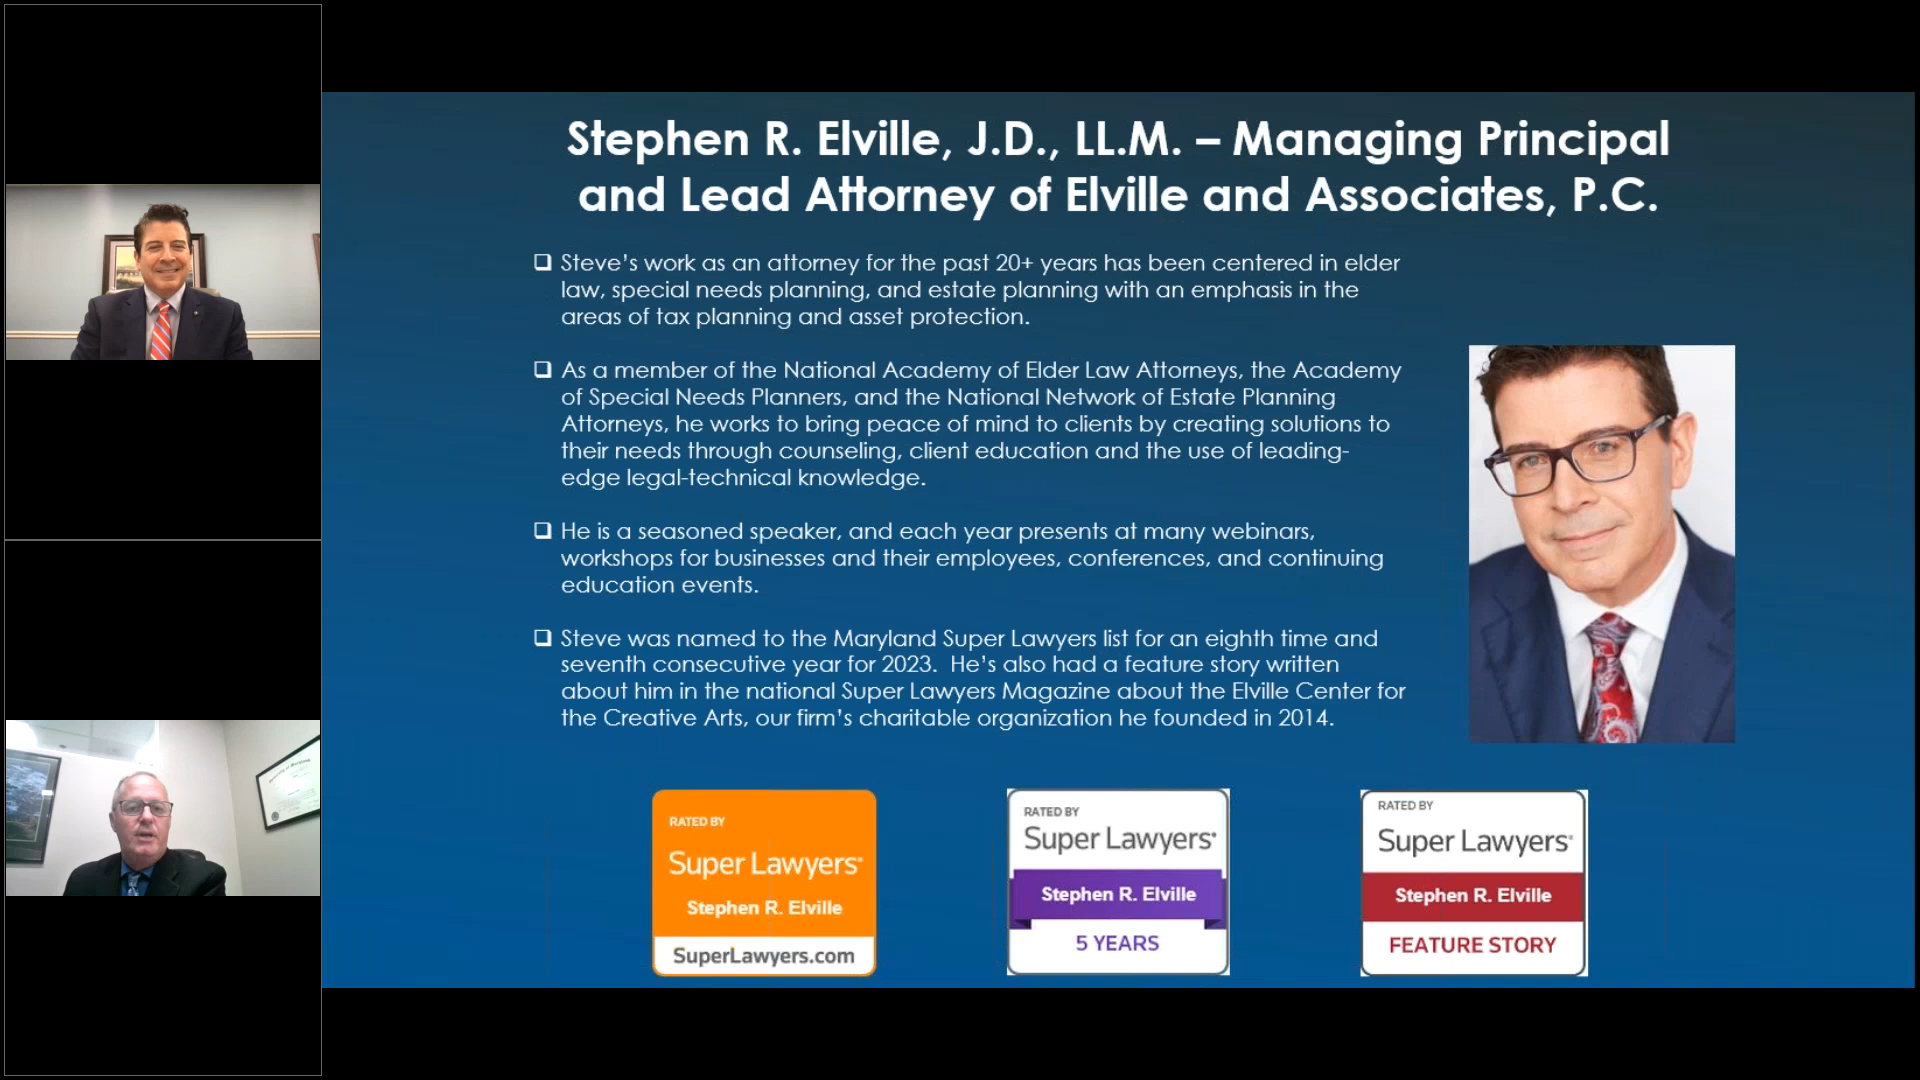 Stephen R. Elville, J.D., LL.M. – Managing Principal
and Lead Attorney of Elville and Associates, P.C.
Steve’s work as an attorney for the past 20+ years has been centered in elder
law, special needs planning, and estate planning with an emphasis in the
areas of tax planning and asset protection.
As a member of the National Academy of Elder Law Attorneys, the Academy
of Special Needs Planners, and the National Network of Estate Planning
Attorneys, he works to bring peace of mind to clients by creating solutions to
their needs through counseling, client education and the use of leading-
edge legal-technical knowledge.
He is a seasoned speaker, and each year presents at many webinars,
workshops for businesses and their employees, conferences, and continuing
education events.
Steve was named to the Maryland Super Lawyers list for an eighth time and
seventh consecutive year for 2023.  He’s also had a feature story written
about him in the national Super Lawyers Magazine about the Elville Center for
the Creative Arts, our firm’s charitable organization he founded in 2014.
RATED BY
Super Lawyers®
Stephen R. Elville
SuperLawyers.com
RATED BY
Super Lawyers®
Stephen R. Elville
5 YEARS
RATED BY
Super Lawyers®
Stephen R. Elville
FEATURE STORY